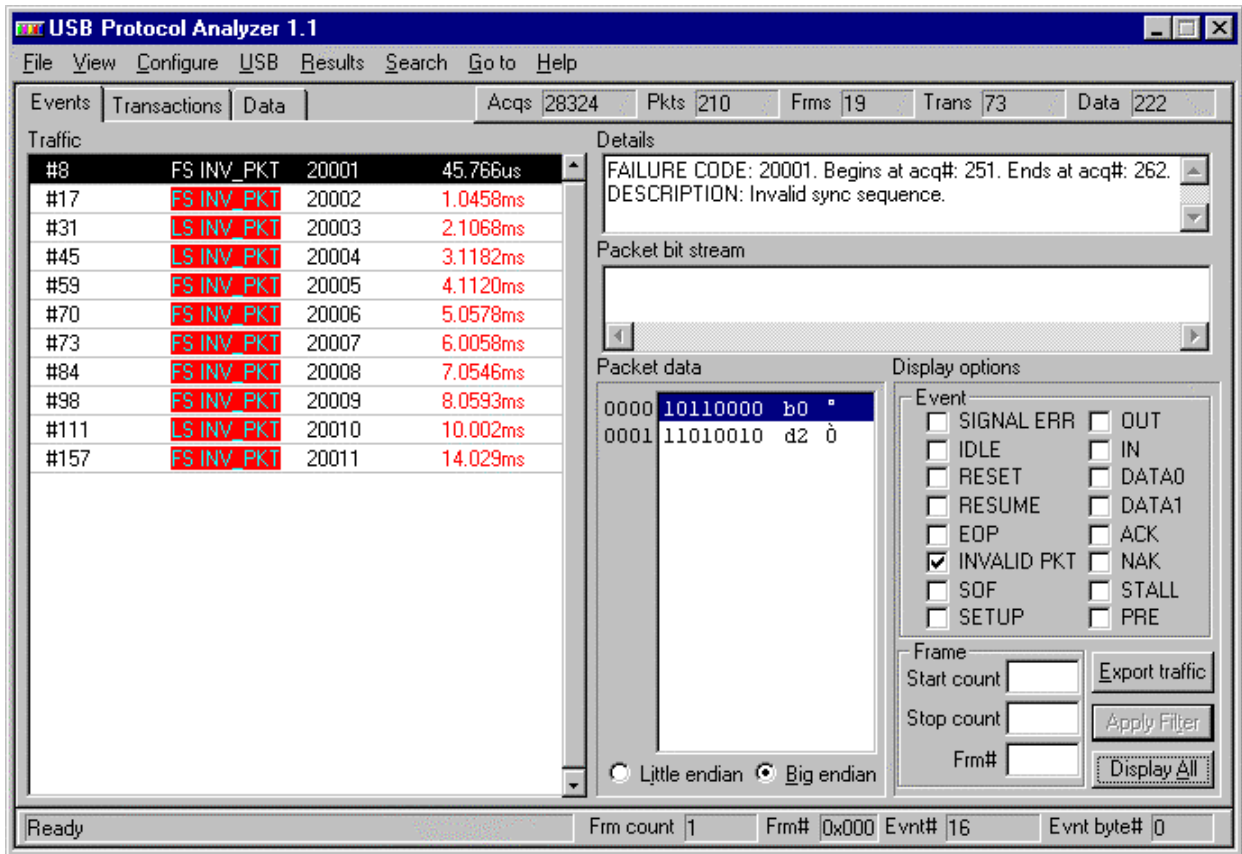 USB Protocol Analyzer 1.1
File View Configure USB Results Search Go to Help
Events Transactions Data Acqs 28324 Pkts 210 Frms 19 Trans 73 Data 222
Traffic
#8 FS INV_PKT 20001 45.766us
#17 FS INV_PKT 20002 1.0458ms
#31 LS INV_PKT 20003 2.1068ms
#45 LS INV_PKT 20004 3.1182ms
#59 FS INV_PKT 20005 4.1120ms
#70 FS INV_PKT 20006 5.0578ms
#73 FS INV_PKT 20007 6.0058ms
#84 FS INV_PKT 20008 7.0546ms
#98 FS INV_PKT 20009 8.0593ms
#111 LS INV_PKT 20010 10.002ms
#157 FS INV_PKT 20011 14.029ms
Details
FAILURE CODE: 20001. Begins at acq#: 251. Ends at acq#: 262.
DESCRIPTION: Invalid sync sequence.
Packet bit stream
Packet data
0000 10110000 b0 °
0001 11010010 d2 Ò
Little endian Big endian
Display options
Event
SIGNAL ERR OUT
IDLE IN
RESET DATA0
RESUME DATA1
EOP ACK
INVALID PKT NAK
SOF STALL
SETUP PRE
Frame
Start count
Stop count
Frm#
Export traffic
Apply Filter
Display All
Ready Frm count 1 Frm# 0x000 Evnt# 16 Evnt byte# 0